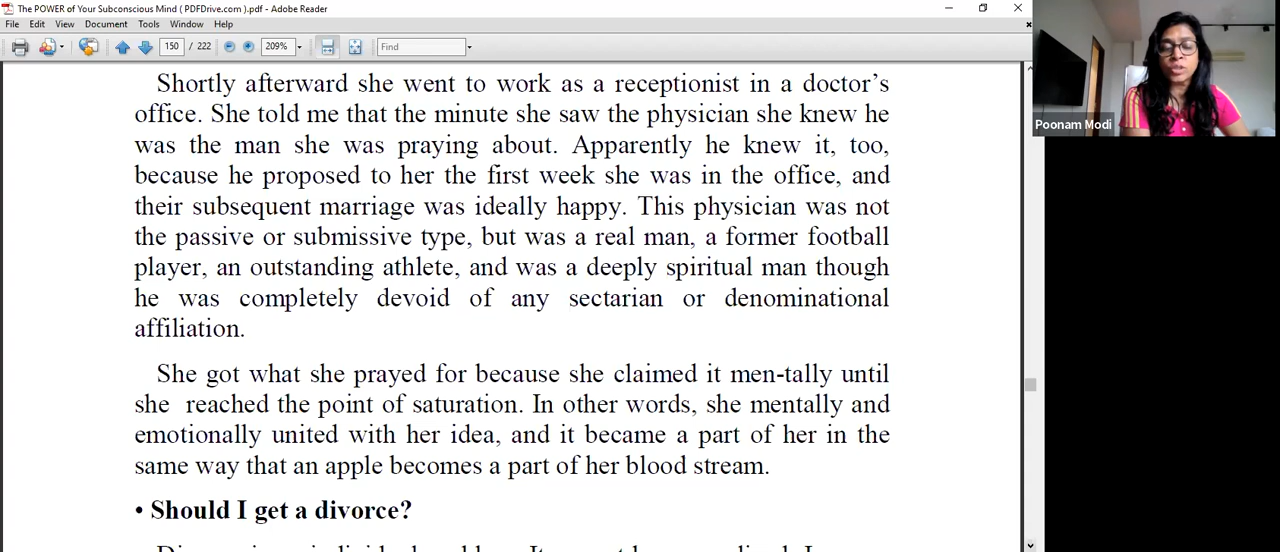 The POWER of Your Subconscious Mind ( PDFDrive.com ).pdf - Adobe Reader
File Edit View Document Tools Window Help
150 / 222 209% Find
Shortly afterward she went to work as a receptionist in a doctor's
office. She told me that the minute she saw the physician she knew he
was the man she was praying about. Apparently he knew it, too,
because he proposed to her the first week she was in the office, and
their subsequent marriage was ideally happy. This physician was not
the passive or submissive type, but was a real man, a former football
player, an outstanding athlete, and was a deeply spiritual man though
he was completely devoid of any sectarian or denominational
affiliation.
She got what she prayed for because she claimed it men-tally until
she reached the point of saturation. In other words, she mentally and
emotionally united with her idea, and it became a part of her in the
same way that an apple becomes a part of her blood stream.
• Should I get a divorce?
Poonam Modi